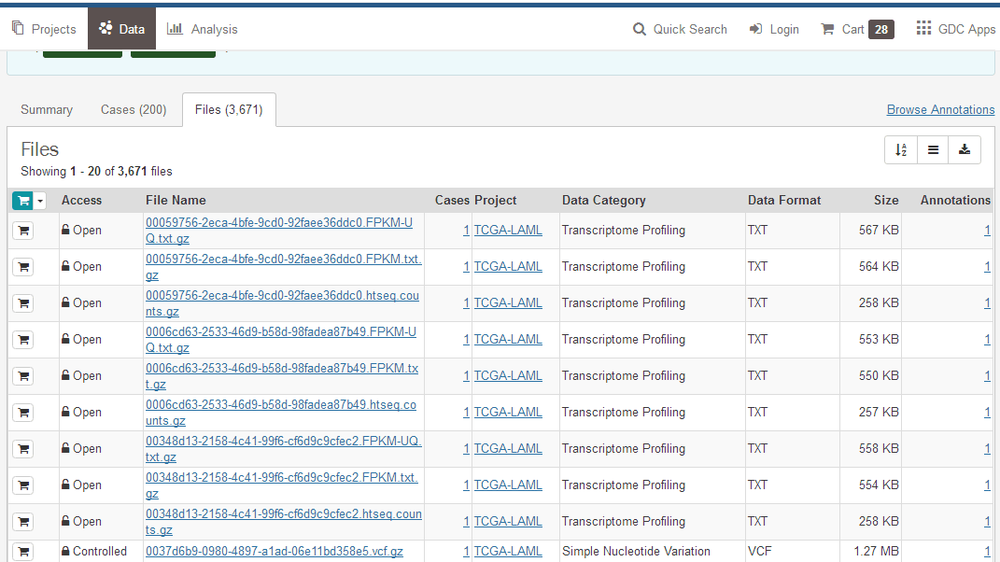 Projects Data Analysis Quick Search Login Cart 28 GDC Apps
Summary Cases (200) Files (3,671) Browse Annotations
Files
Showing 1 - 20 of 3,671 files
Access File Name Cases Project Data Category Data Format Size Annotations
Open 00059756-2eca-4bfe-9cd0-92faee36ddc0.FPKM-U 1 TCGA-LAML Transcriptome Profiling TXT 567 KB 1
Q.txt.gz
Open 00059756-2eca-4bfe-9cd0-92faee36ddc0.FPKM.txt. 1 TCGA-LAML Transcriptome Profiling TXT 564 KB 1
gz
Open 00059756-2eca-4bfe-9cd0-92faee36ddc0.htseq.cou 1 TCGA-LAML Transcriptome Profiling TXT 258 KB 1
nts.gz
Open 0006cd63-2533-46d9-b58d-98fadea87b49.FPKM-U 1 TCGA-LAML Transcriptome Profiling TXT 553 KB 1
Q.txt.gz
Open 0006cd63-2533-46d9-b58d-98fadea87b49.FPKM.tx 1 TCGA-LAML Transcriptome Profiling TXT 550 KB 1
t.gz
Open 0006cd63-2533-46d9-b58d-98fadea87b49.htseq.co 1 TCGA-LAML Transcriptome Profiling TXT 257 KB 1
unts.gz
Open 00348d13-2158-4c41-99f6-cf6d9c9cfec2.FPKM-UQ. 1 TCGA-LAML Transcriptome Profiling TXT 558 KB 1
txt.gz
Open 00348d13-2158-4c41-99f6-cf6d9c9cfec2.FPKM.txt. 1 TCGA-LAML Transcriptome Profiling TXT 554 KB 1
gz
Open 00348d13-2158-4c41-99f6-cf6d9c9cfec2.htseq.coun 1 TCGA-LAML Transcriptome Profiling TXT 258 KB 1
ts.gz
Controlled 0037d6b9-0980-4897-a1ad-06e11bd358e5.vcf.gz 1 TCGA-LAML Simple Nucleotide Variation VCF 1.27 MB 1